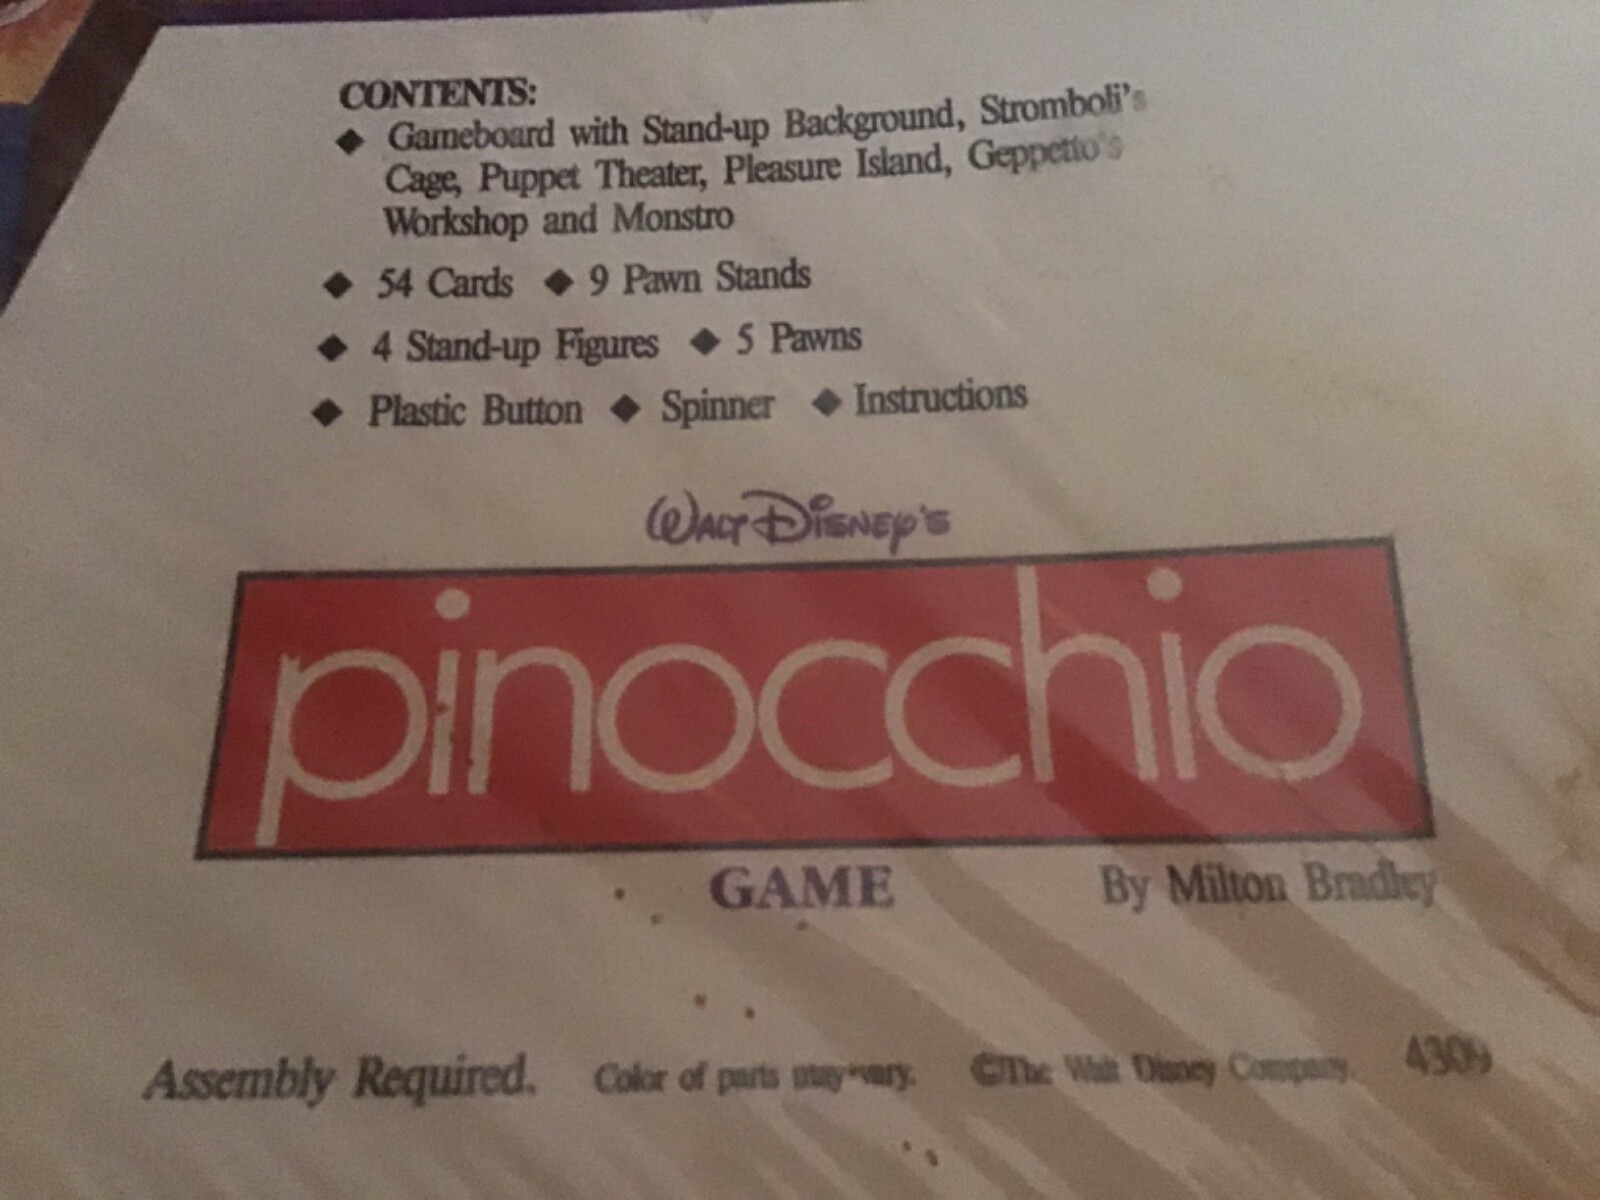 CONTENTS:
◆ Gameboard with Stand-up Background, Stromboli's
Cage, Puppet Theater, Pleasure Island, Geppetto's
Workshop and Monstro
◆ 54 Cards ◆ 9 Pawn Stands
◆ 4 Stand-up Figures ◆ 5 Pawns
◆ Plastic Button ◆ Spinner ◆ Instructions
WALT DISNEY'S
pinocchio
GAME By Milton Bradley
Assembly Required. Color of parts may vary. ©The Walt Disney Company. 4309